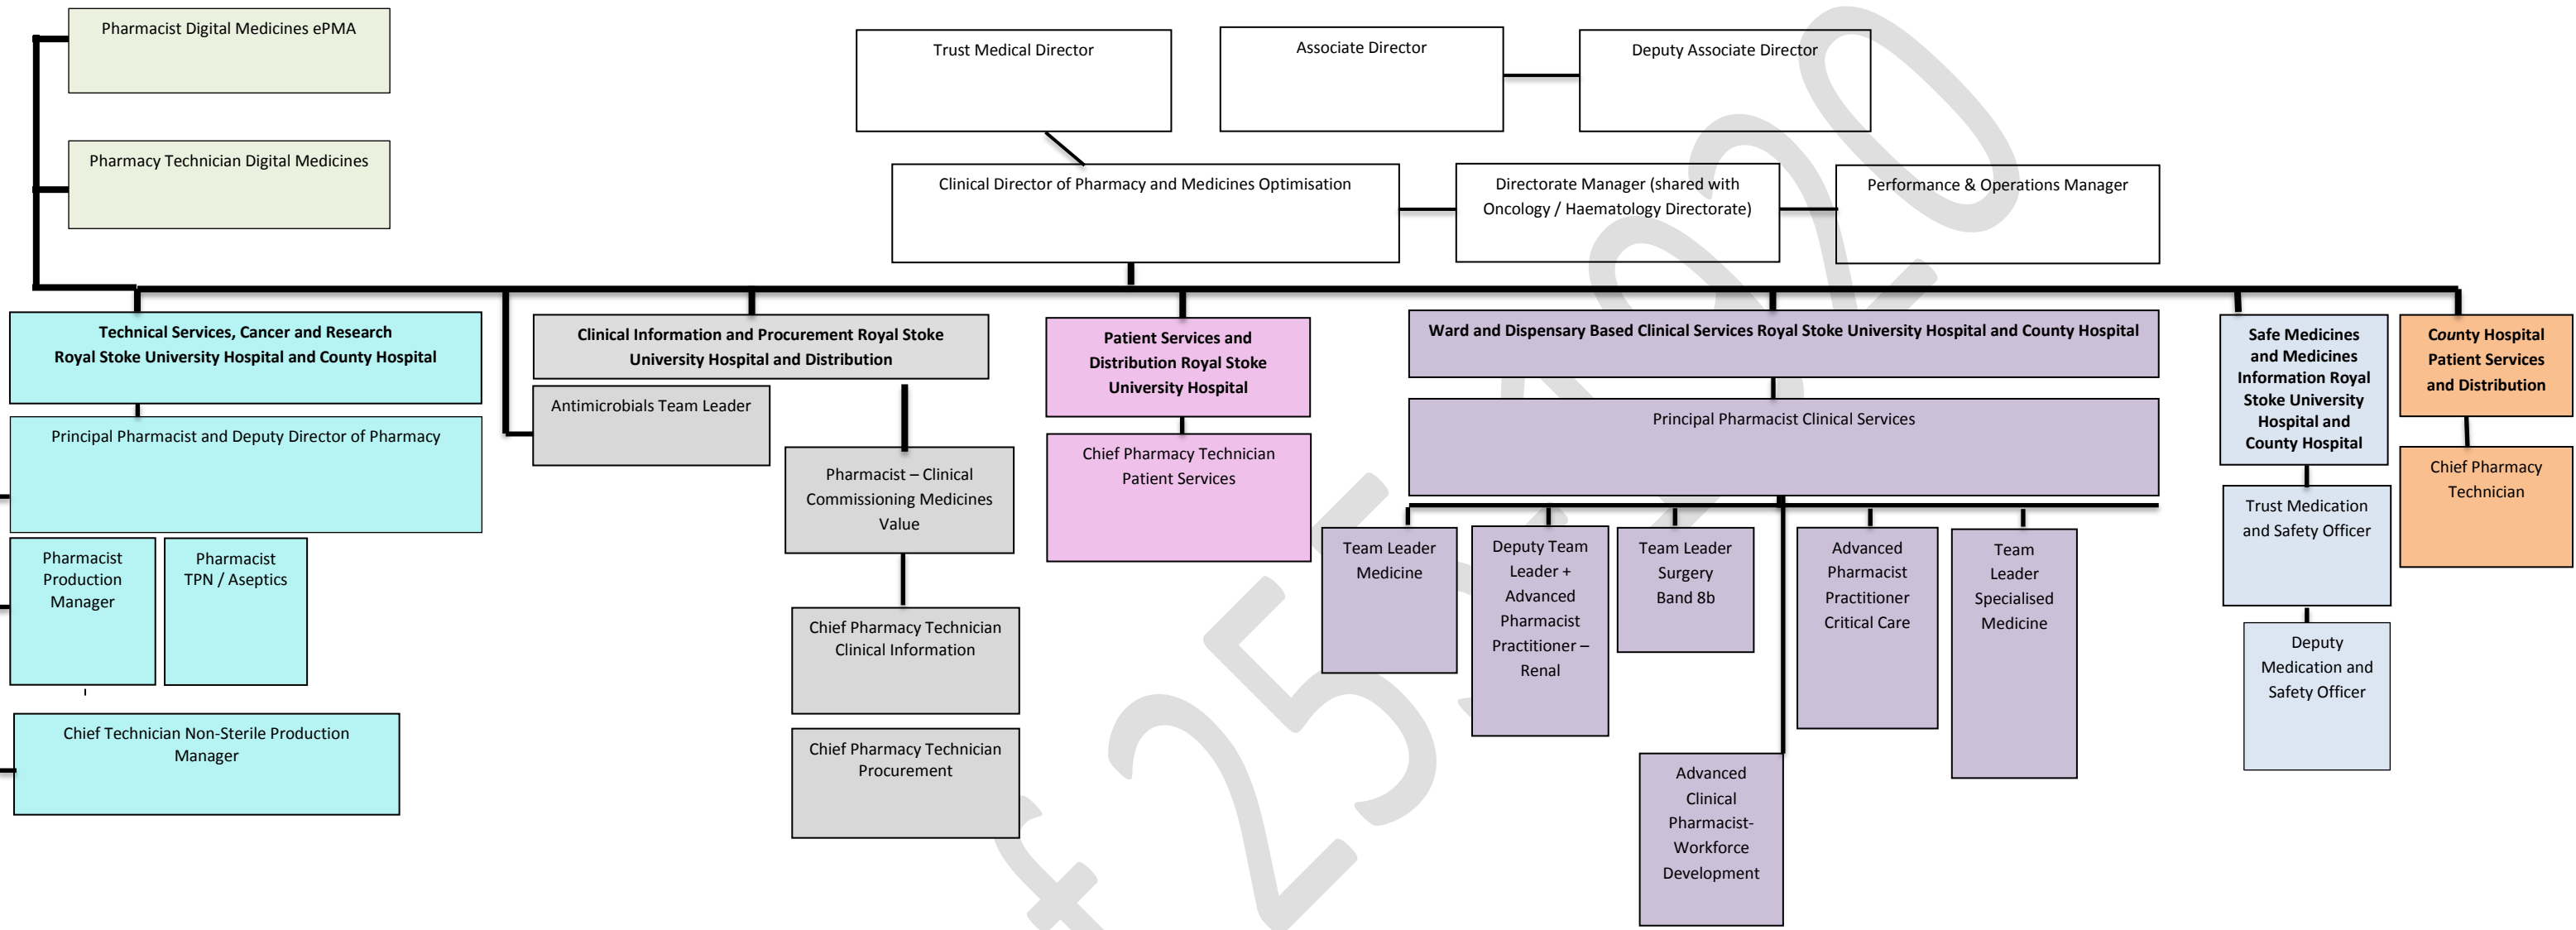 Pharmacist Digital Medicines ePMA
Pharmacy Technician Digital Medicines
Trust Medical Director
Associate Director
Deputy Associate Director
Clinical Director of Pharmacy and Medicines Optimisation
Directorate Manager (shared with
Oncology / Haematology Directorate)
Performance & Operations Manager
Technical Services, Cancer and Research
Royal Stoke University Hospital and County Hospital
Principal Pharmacist and Deputy Director of Pharmacy
Pharmacist
Production
Manager
Pharmacist
TPN / Aseptics
Chief Technician Non-Sterile Production
Manager
Clinical Information and Procurement Royal Stoke
University Hospital and Distribution
Antimicrobials Team Leader
Pharmacist – Clinical
Commissioning Medicines
Value
Chief Pharmacy Technician
Clinical Information
Chief Pharmacy Technician
Procurement
Patient Services and
Distribution Royal Stoke
University Hospital
Chief Pharmacy Technician
Patient Services
Ward and Dispensary Based Clinical Services Royal Stoke University Hospital and County Hospital
Principal Pharmacist Clinical Services
Team Leader
Medicine
Deputy Team
Leader +
Advanced
Pharmacist
Practitioner –
Renal
Team Leader
Surgery
Band 8b
Advanced
Pharmacist
Practitioner
Critical Care
Team
Leader
Specialised
Medicine
Advanced
Clinical
Pharmacist-
Workforce
Development
Safe Medicines
and Medicines
Information Royal
Stoke University
Hospital and
County Hospital
Trust Medication
and Safety Officer
Deputy
Medication and
Safety Officer
County Hospital
Patient Services
and Distribution
Chief Pharmacy
Technician